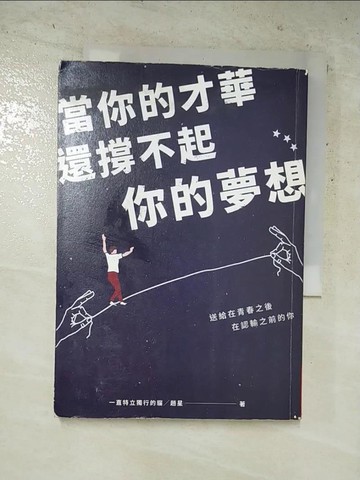 當你的才華
還撐不起
你的夢想
送給在青春之後
在認輸之前的你
一直特立獨行的貓／趙星 著